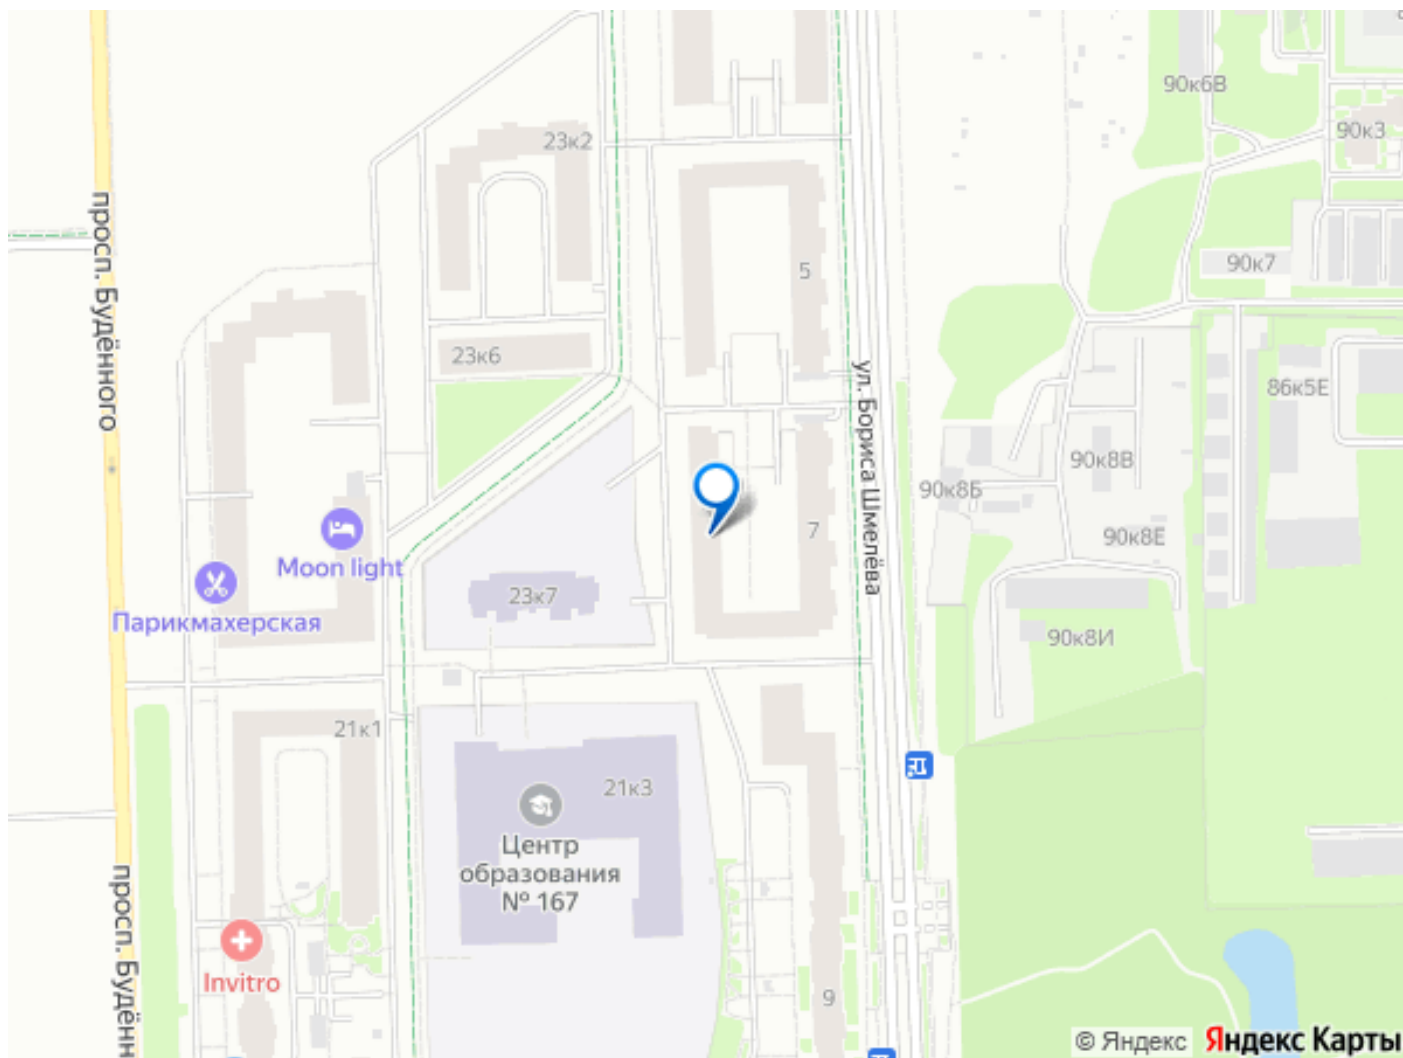 90к6В
90к3
23к2
просп. Будённого
5
90к7
23к6
ул. Бориса Шмелёва
86к5Е
90к8В
90к8Б
7
90к8Е
Moon light
23к7
Парикмахерская
90к8И
21к1
21к3
Центр
образования
№ 167
просп. Будённ
Invitro
9
© Яндекс
Яндекс Карты